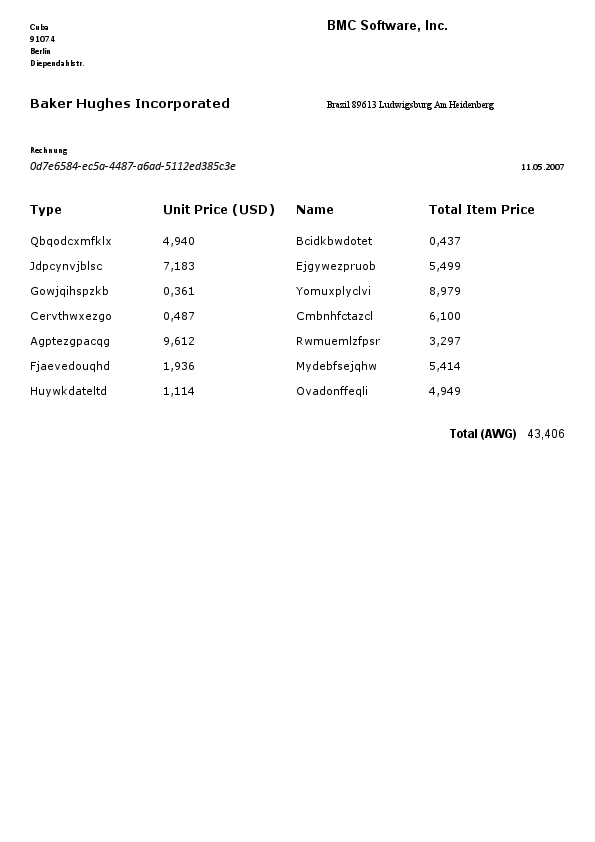 Cuba
91074
Berlin
Diependahlstr.
BMC Software, Inc.
Baker Hughes Incorporated
Brazil 89613 Ludwigsburg Am Heidenberg
Rechnung
0d7e6584-ec5a-4487-a6ad-5112ed385c3e
11.05.2007
Type Unit Price (USD) Name Total Item Price
Qbqodcxmfklx 4,940 Bcidkbwdotet 0,437
Jdpcynvjblsc 7,183 Ejgywezpruob 5,499
Gowjqihspzkb 0,361 Yomuxplyclvi 8,979
Cervthwxezgo 0,487 Cmbnhfctazcl 6,100
Agptezgpacqg 9,612 Rwmuemlzfpsr 3,297
Fjaevedouqhd 1,936 Mydebfsejqhw 5,414
Huywkdateltd 1,114 Ovadonffeqli 4,949
Total (AWG) 43,406